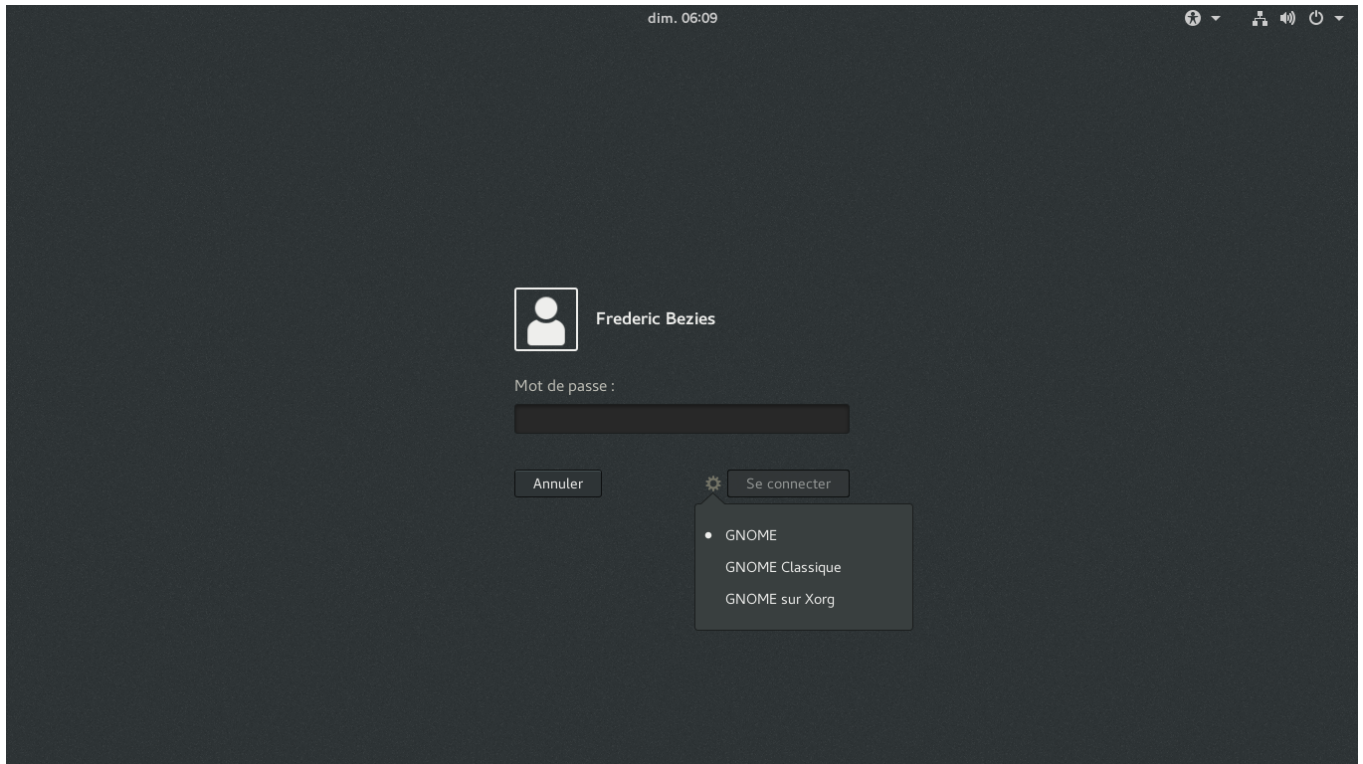 dim. 06:09
Frederic Bezies
Mot de passe :
Annuler
Se connecter
GNOME
GNOME Classique
GNOME sur Xorg